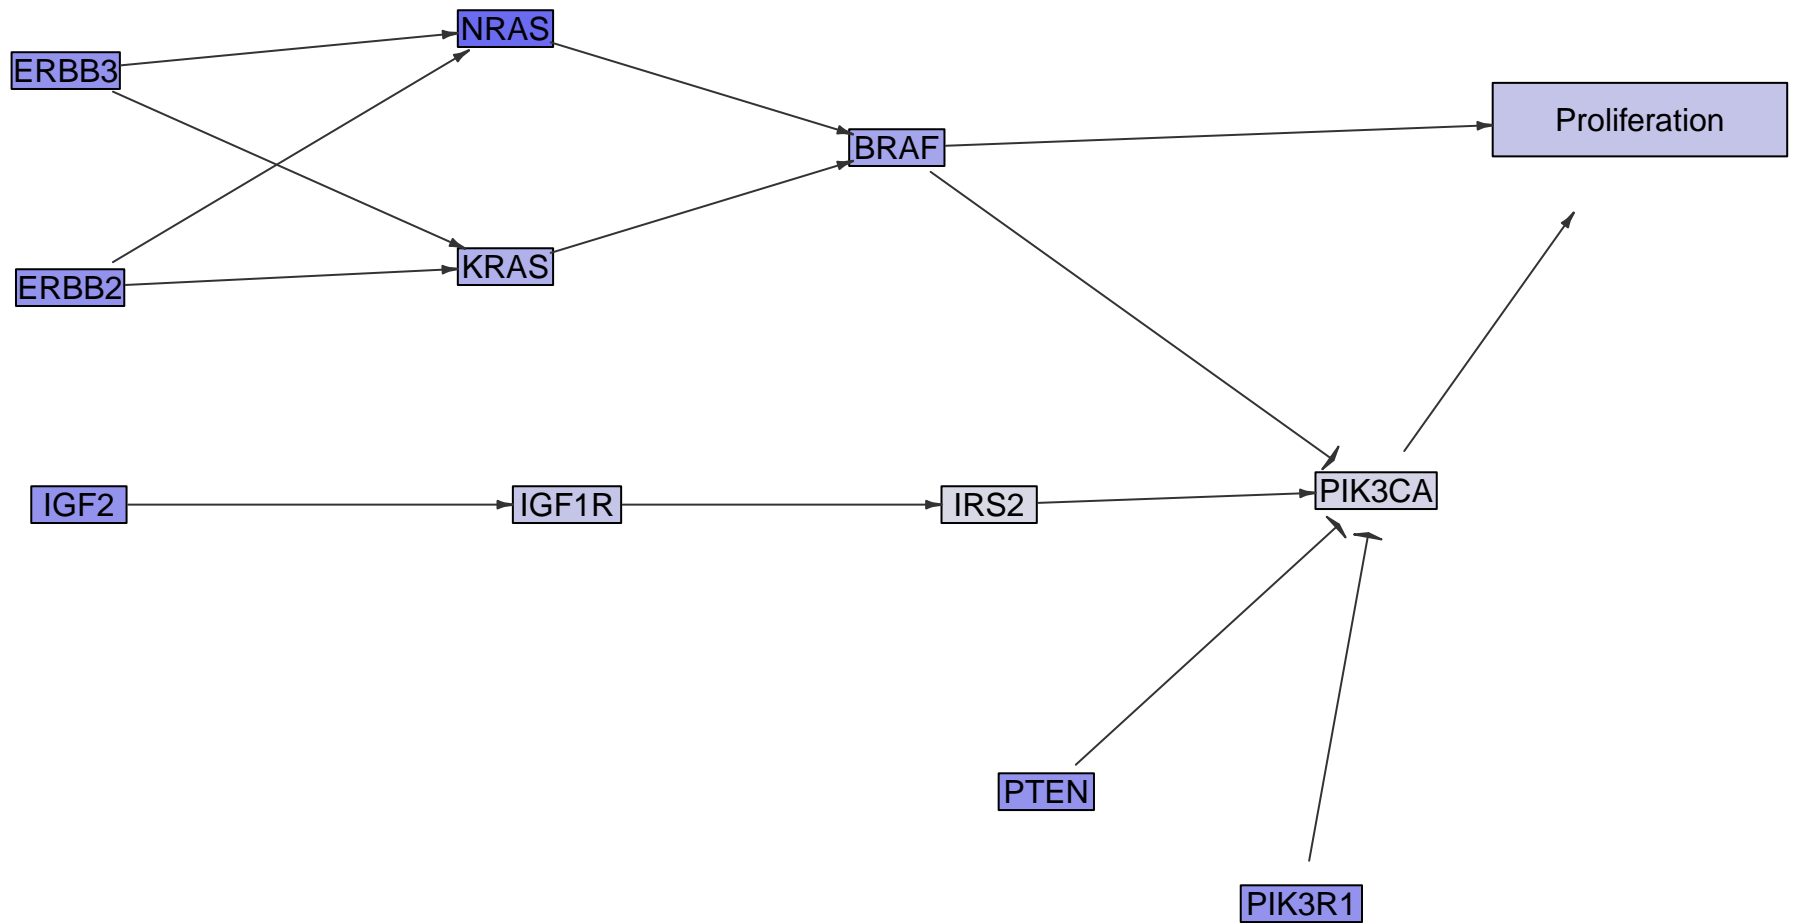 NRAS
ERBB3
Proliferation
BRAF
KRAS
ERBB2
PIK3CA
IGF2
IGF1R
IRS2
PTEN
PIK3R1